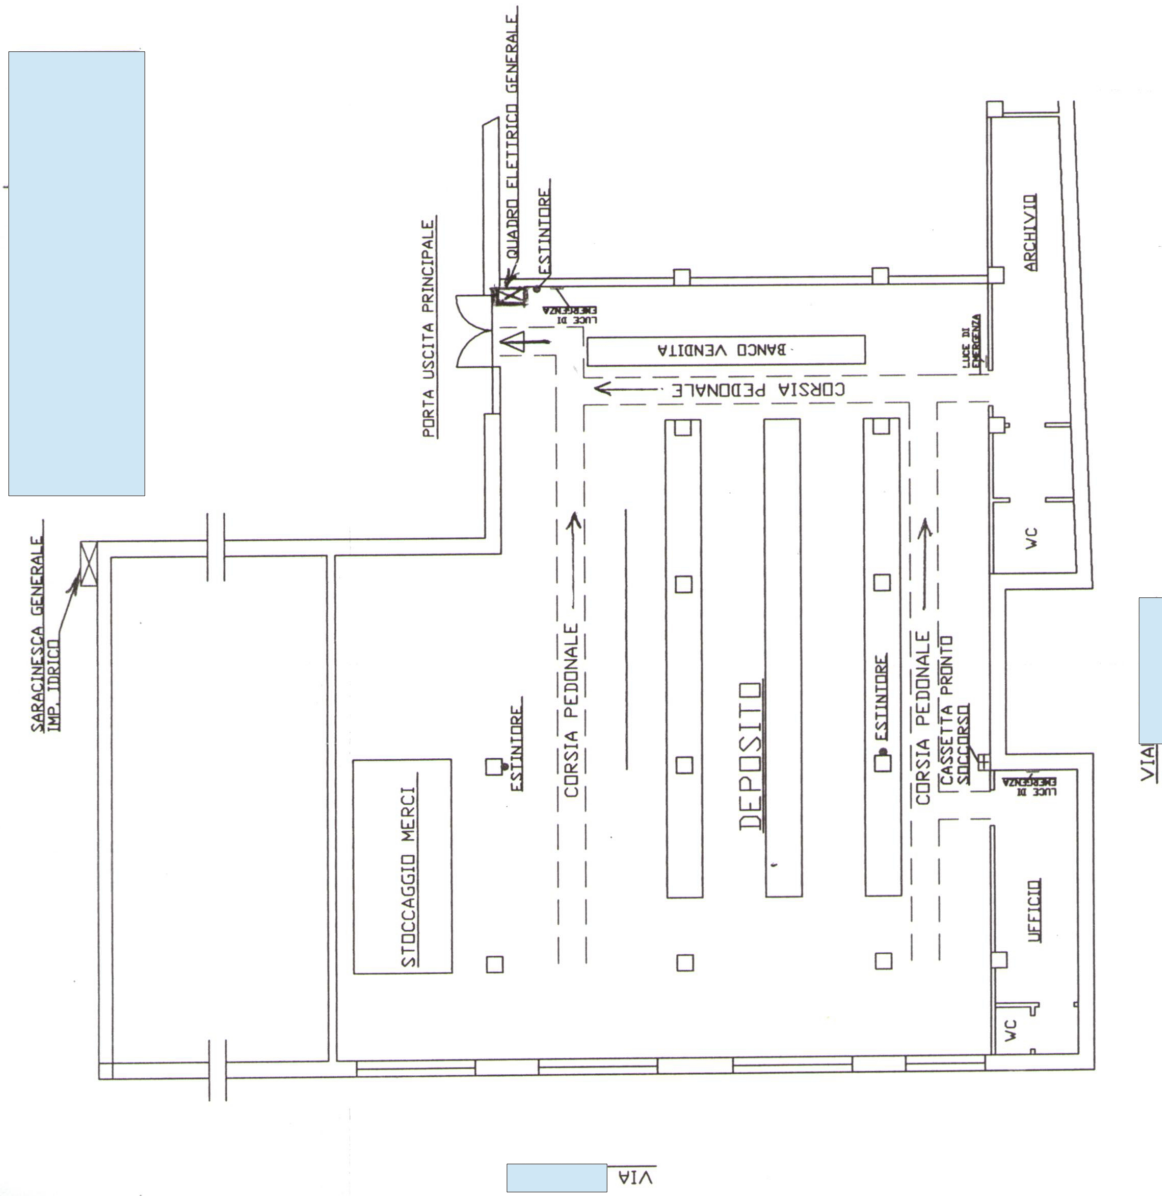 QUADRO ELETTRICO GENERALE
ESTINTORE
PORTA USCITA PRINCIPALE
LUCE DI
EMERGENZA
BANCO VENDITA
LUCE DI
EMERGENZA
ARCHIVIO
CORSIA PEDONALE
SARACINESCA GENERALE
IMP. IDRICO
WC
CORSIA PEDONALE
ESTINTORE
DEPOSITO
ESTINTORE
CORSIA PEDONALE
CASSETTA PRONTO
SOCCORSO
LUCE DI
EMERGENZA
VIA
STOCCAGGIO MERCI
UFFICIO
WC
VIA